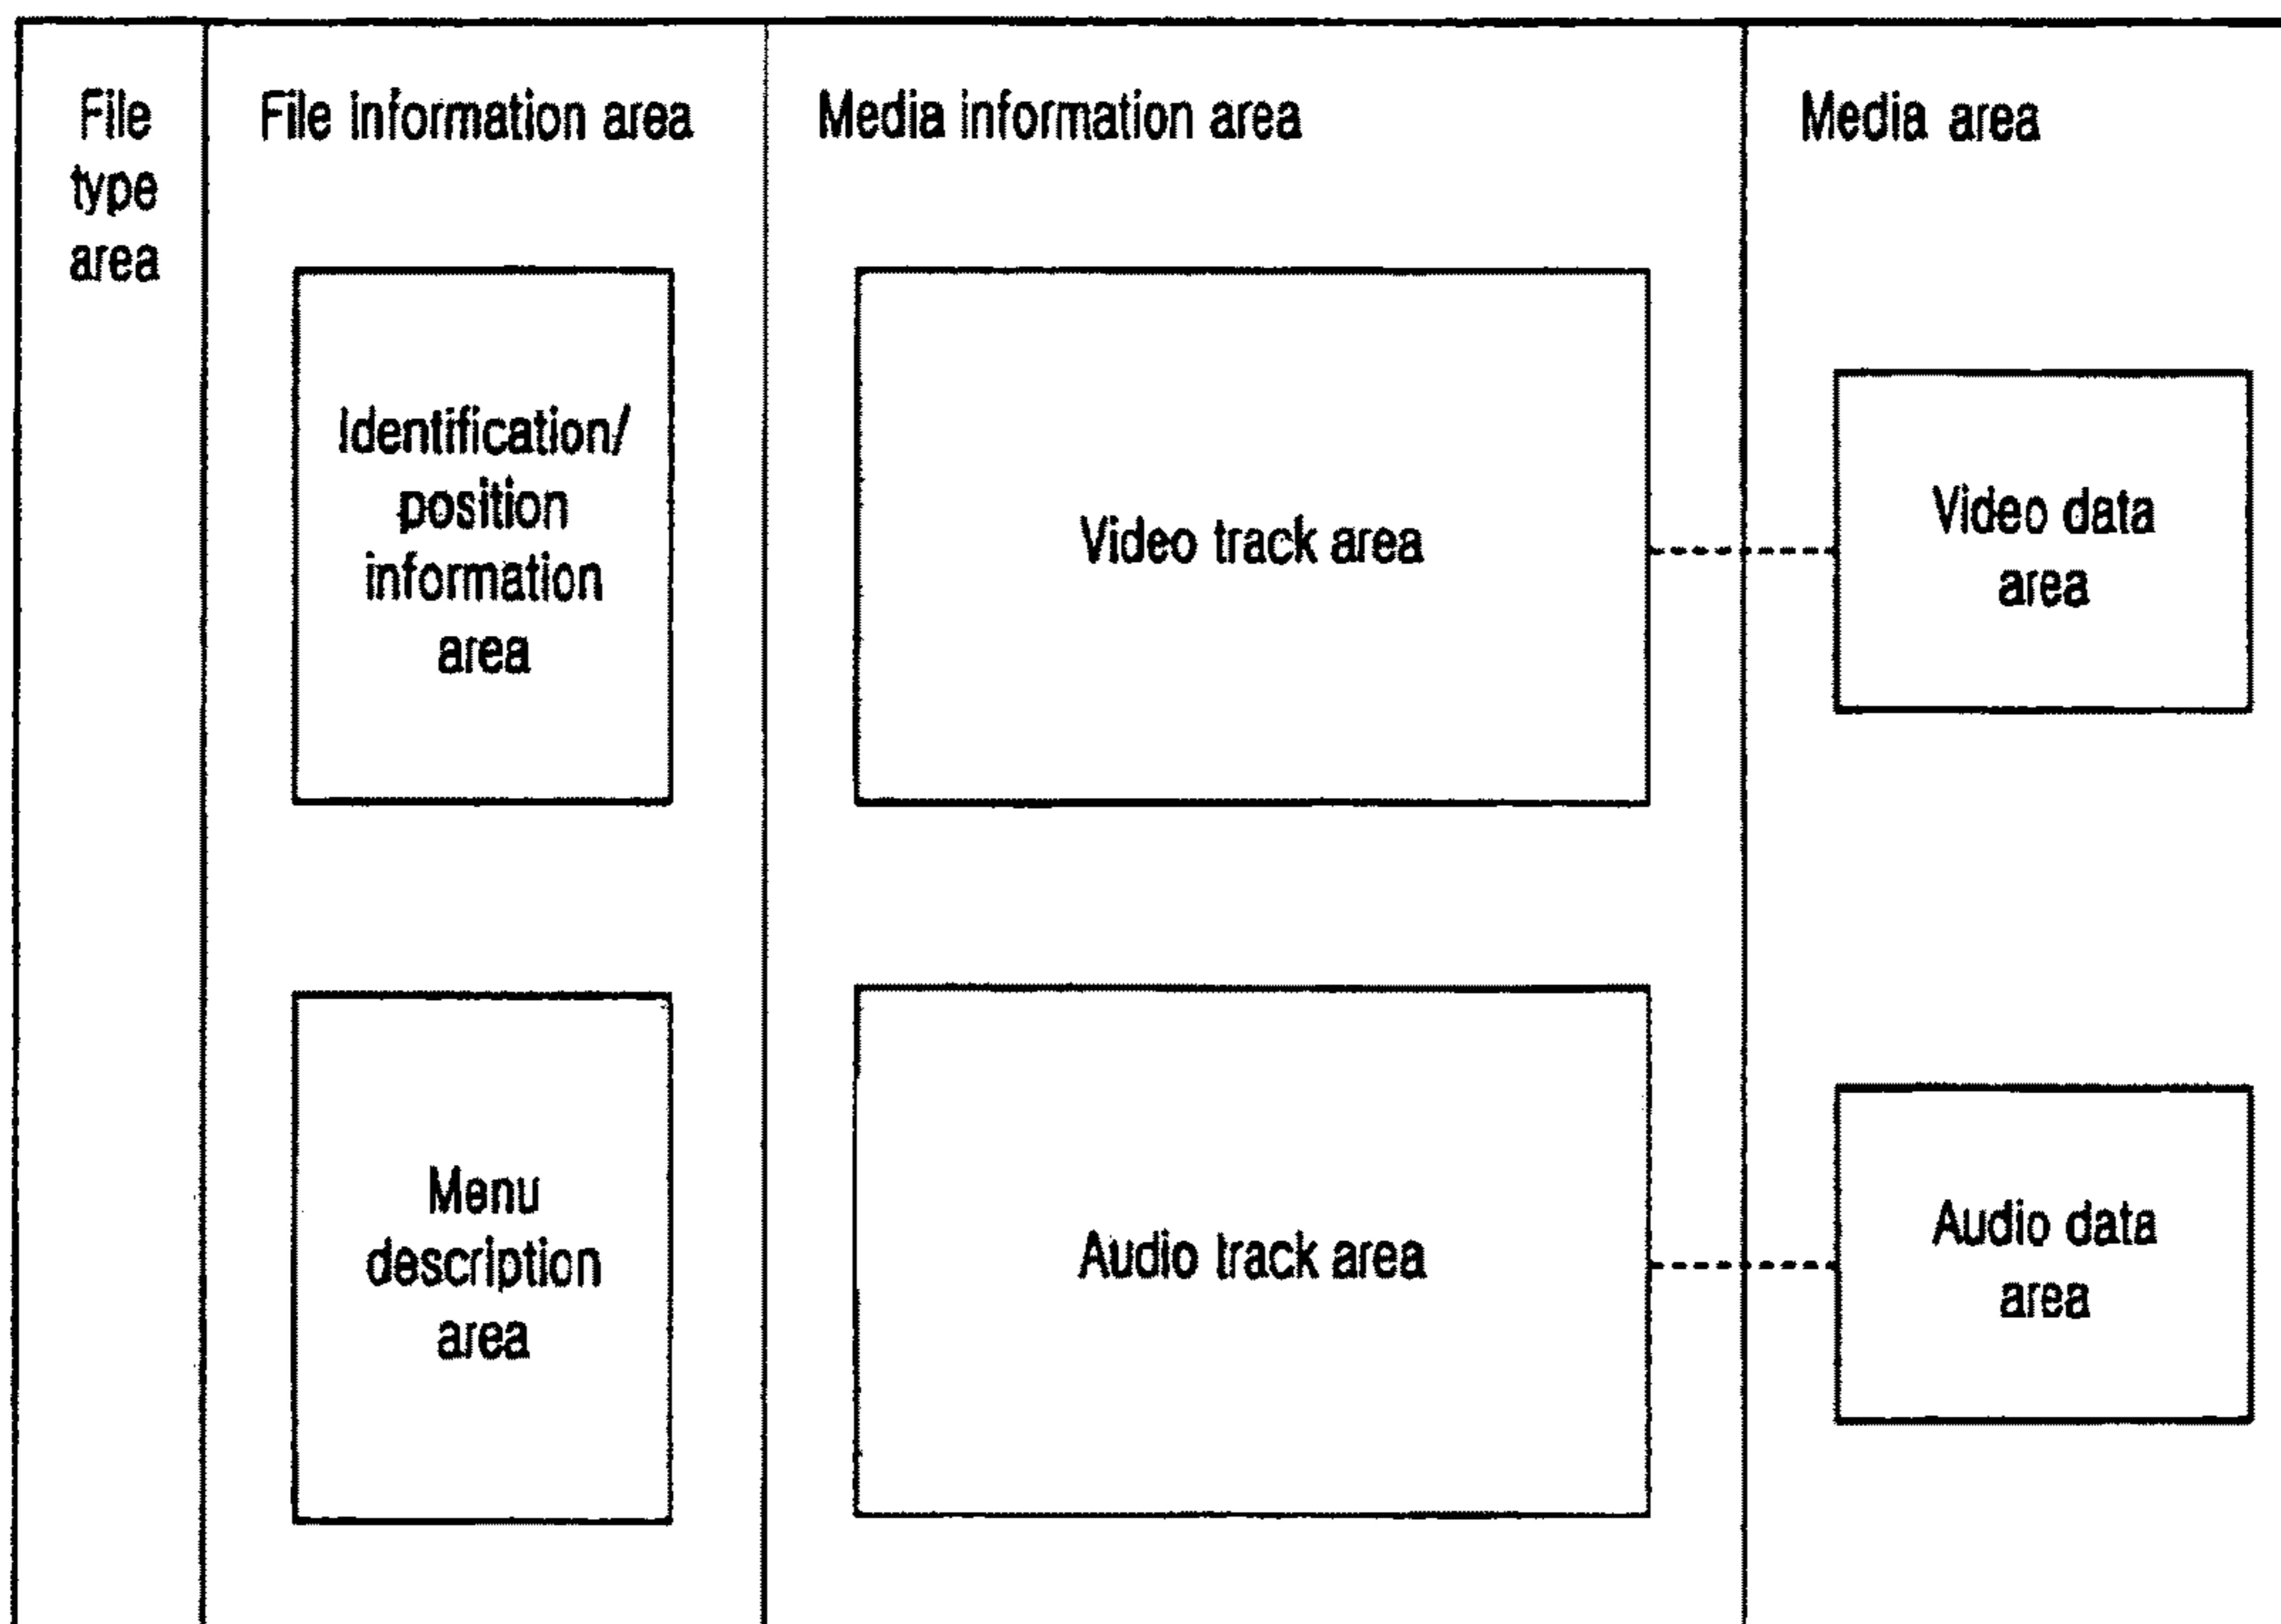 File
type
area
File information area
Identification/
position
information
area
Menu
description
area
Media information area
Video track area
Audio track area
Media area
Video data
area
Audio data
area